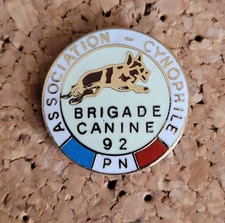 ASSOCIATION - CYNOPHILE
BRIGADE
CANINE
92
PN